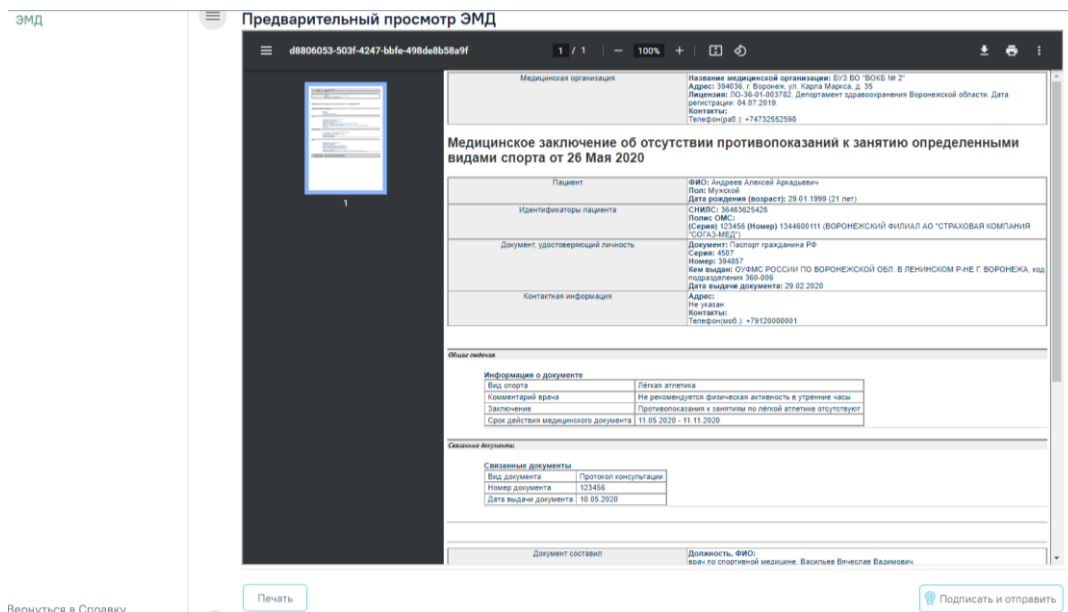 ЭМД
Предварительный просмотр ЭМД
d8806053-503f-4247-bbfe-498de8b58a9f
1 / 1 | − 100% +
1
Медицинская организация
Название медицинской организации: БУЗ ВО "ВОКБ № 2"
Адрес: 394036, г. Воронеж, ул. Карла Маркса, д. 35
Лицензия: ЛО-36-01-003782. Департамент здравоохранения Воронежской области. Дата
регистрации: 04.07.2019.
Контакты:
Телефон(раб.): +74732552598
Медицинское заключение об отсутствии противопоказаний к занятию определенными
видами спорта от 26 Мая 2020
Пациент
ФИО: Андреев Алексей Аркадьевич
Пол: Мужской
Дата рождения (возраст): 29.01.1999 (21 лет)
Идентификаторы пациента
СНИЛС: 36463625426
Полис ОМС:
(Серия) 123456 (Номер) 1344600111 (ВОРОНЕЖСКИЙ ФИЛИАЛ АО "СТРАХОВАЯ КОМПАНИЯ
"СОГАЗ-МЕД")
Документ, удостоверяющий личность
Документ: Паспорт гражданина РФ
Серия: 4507
Номер: 394857
Кем выдан: ОУФМС РОССИИ ПО ВОРОНЕЖСКОЙ ОБЛ. В ЛЕНИНСКОМ Р-НЕ Г. ВОРОНЕЖА, код
подразделения 360-006
Дата выдачи документа: 29.02.2020
Контактная информация
Адрес:
Не указан
Контакты:
Телефон(моб.): +79120000001
Общие сведения
Информация о документе
Вид спорта Лёгкая атлетика
Комментарий врача Не рекомендуется физическая активность в утренние часы
Заключение Противопоказания к занятиям по лёгкой атлетике отсутствуют
Срок действия медицинского документа 11.05.2020 - 11.11.2020
Связанные документы
Связанные документы
Вид документа Протокол консультации
Номер документа 123456
Дата выдачи документа 10.05.2020
Документ составил
Должность, ФИО:
врач по спортивной медицине, Васильев Вячеслав Вадимович
Печать
Подписать и отправить
Вернуться в Справку